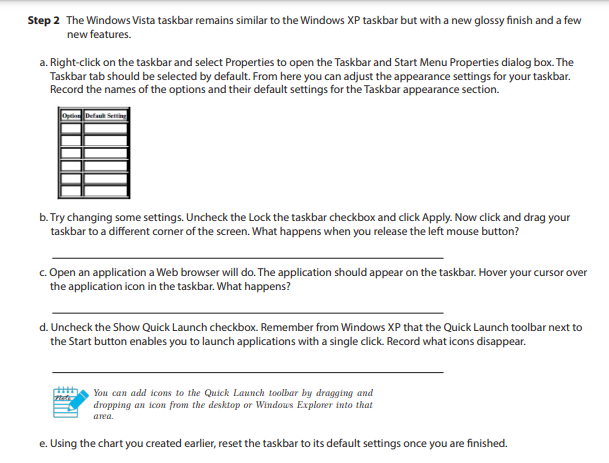 Step 2 The Windows Vista taskbar remains similar to the Windows XP taskbar but with a new glossy finish and a few
new features.
a. Right-click on the taskbar and select Properties to open the Taskbar and Start Menu Properties dialog box. The
Taskbar tab should be selected by default. From here you can adjust the appearance settings for your taskbar.
Record the names of the options and their default settings for the Taskbar appearance section.
Option Default Setting
b. Try changing some settings. Uncheck the Lock the taskbar checkbox and click Apply. Now click and drag your
taskbar to a different corner of the screen. What happens when you release the left mouse button?
c. Open an application a Web browser will do. The application should appear on the taskbar. Hover your cursor over
the application icon in the taskbar. What happens?
d. Uncheck the Show Quick Launch checkbox. Remember from Windows XP that the Quick Launch toolbar next to
the Start button enables you to launch applications with a single click. Record what icons disappear.
Note
You can add icons to the Quick Launch toolbar by dragging and
dropping an icon from the desktop or Windows Explorer into that
area.
e. Using the chart you created earlier, reset the taskbar to its default settings once you are finished.